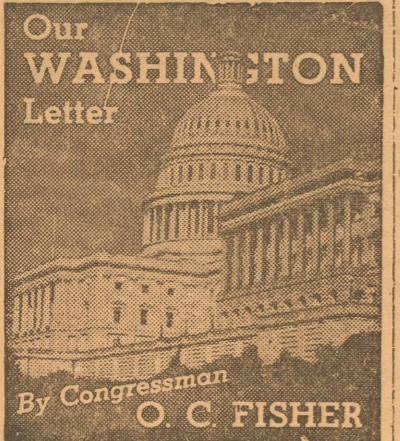 Our
WASHINGTON
Letter
By Congressman
O. C. FISHER